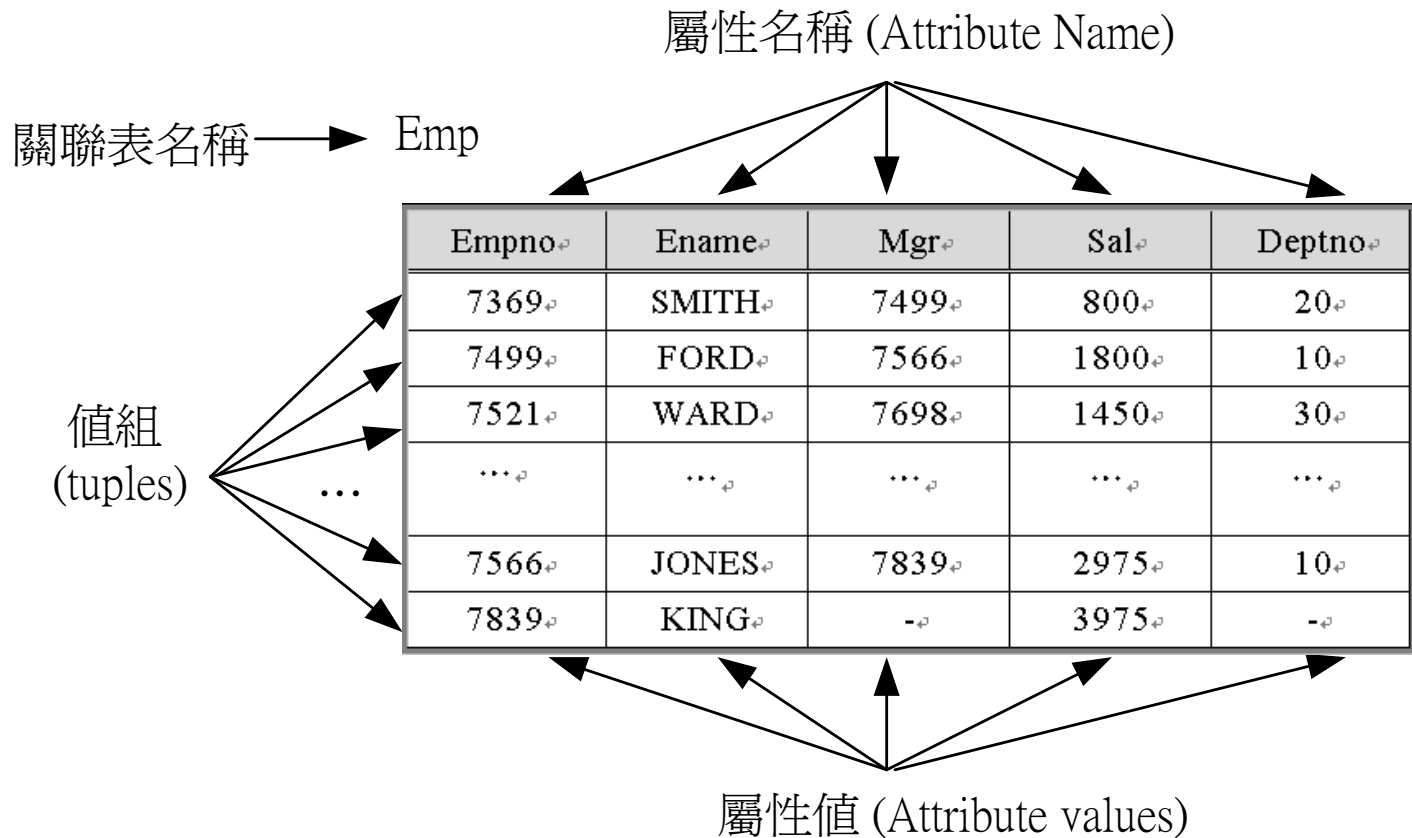 屬性名稱 (Attribute Name)
關聯表名稱 Emp
Empno Ename Mgr Sal Deptno
7369 SMITH 7499 800 20
7499 FORD 7566 1800 10
7521 WARD 7698 1450 30
… … … … …
7566 JONES 7839 2975 10
7839 KING - 3975 -
值組
(tuples) …
屬性值 (Attribute values)